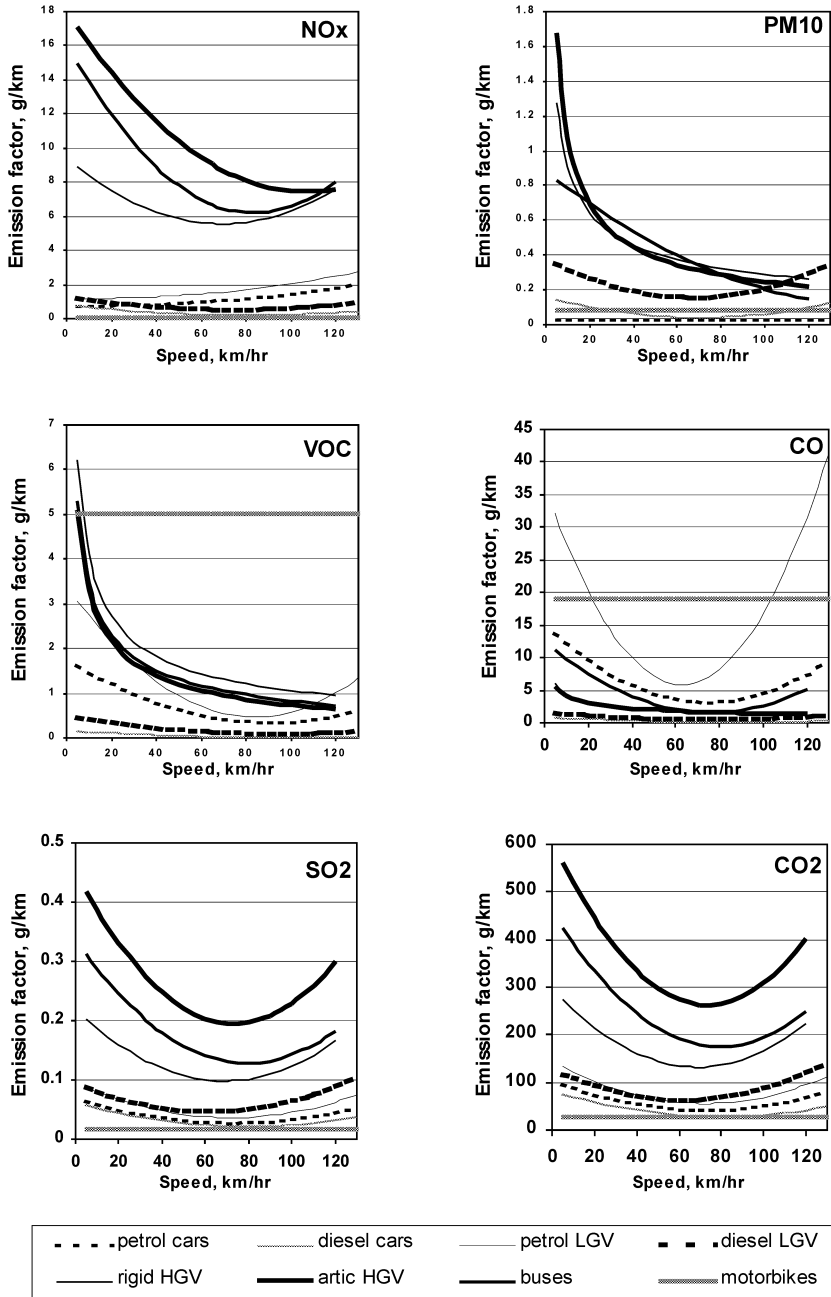 NOx
Emission factor, g/km
18
16
14
12
10
8
6
4
2
0
0 20 40 60 80 100 120
Speed, km/hr
PM10
Emission factor, g/km
1.8
1.6
1.4
1.2
1
0.8
0.6
0.4
0.2
0
0 20 40 60 80 100 120
Speed, km/hr
VOC
Emission factor, g/km
7
6
5
4
3
2
1
0
0 20 40 60 80 100 120
Speed, km/hr
CO
Emission factor, g/km
45
40
35
30
25
20
15
10
5
0
0 20 40 60 80 100 120
Speed, km/hr
SO2
Emission factor, g/km
0.5
0.4
0.3
0.2
0.1
0
0 20 40 60 80 100 120
Speed, km/hr
CO2
Emission factor, g/km
600
500
400
300
200
100
0
0 20 40 60 80 100 120
Speed, km/hr
petrol cars diesel cars petrol LGV diesel LGV
rigid HGV artic HGV buses motorbikes